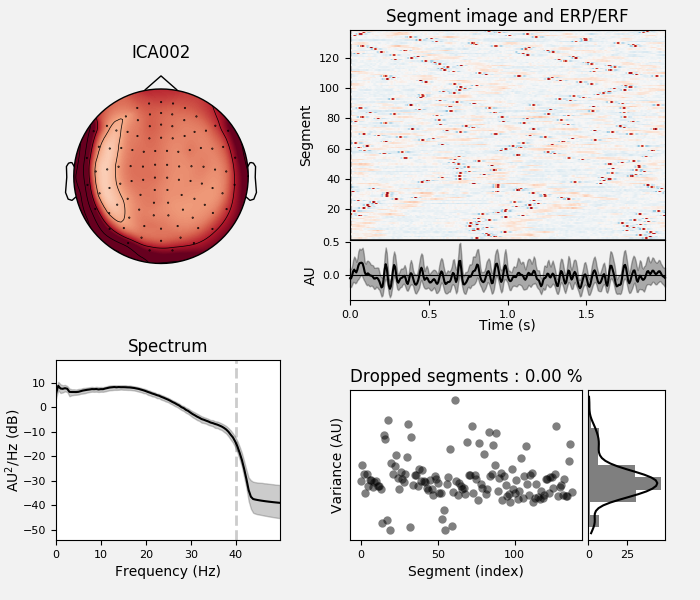 ICA002
Segment image and ERP/ERF
Segment
120
100
80
60
40
20
AU
0.5
0.0
0.0
0.5
1.0
1.5
Time (s)
Spectrum
AU²/Hz (dB)
10
0
−10
−20
−30
−40
−50
0
10
20
30
40
Frequency (Hz)
Dropped segments : 0.00 %
Variance (AU)
0
50
100
Segment (index)
0
25